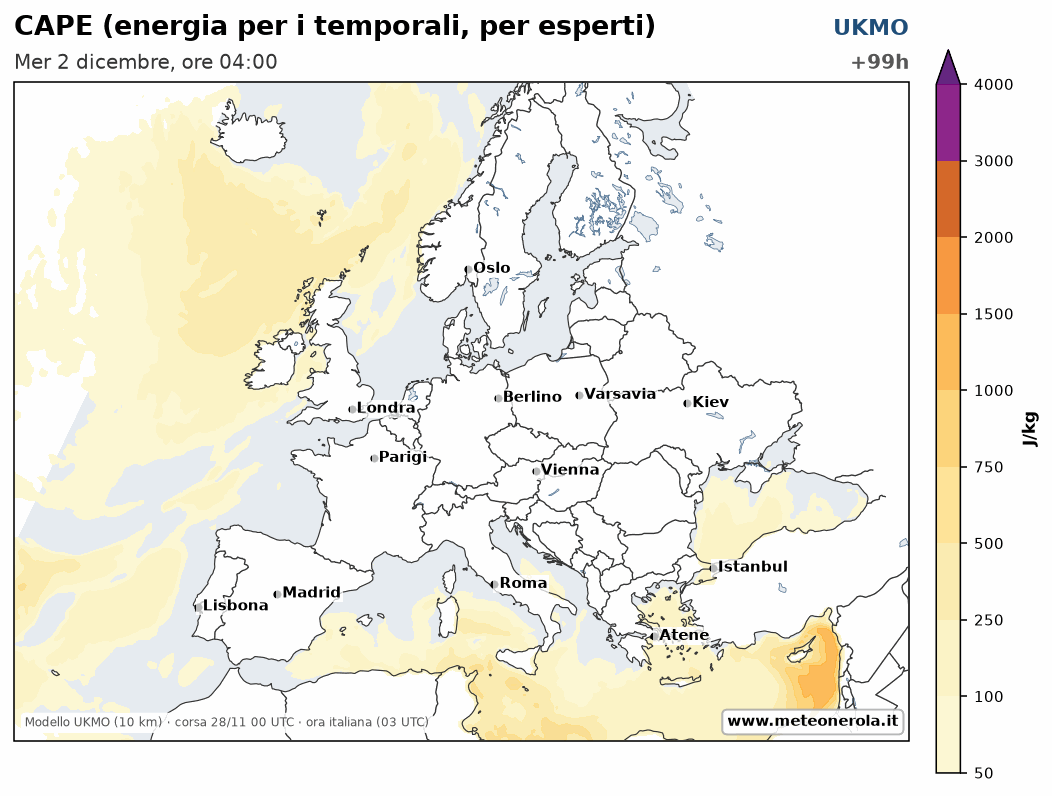 CAPE (energia per i temporali, per esperti)
UKMO
Mer 2 dicembre, ore 04:00
+99h
4000
3000
2000
1500
1000
750
500
250
100
50
J/kg
Oslo
Berlino
Varsavia
Kiev
Londra
Parigi
Vienna
Istanbul
Roma
Madrid
Lisbona
Atene
Modello UKMO (10 km) · corsa 28/11 00 UTC · ora italiana (03 UTC)
www.meteonerola.it